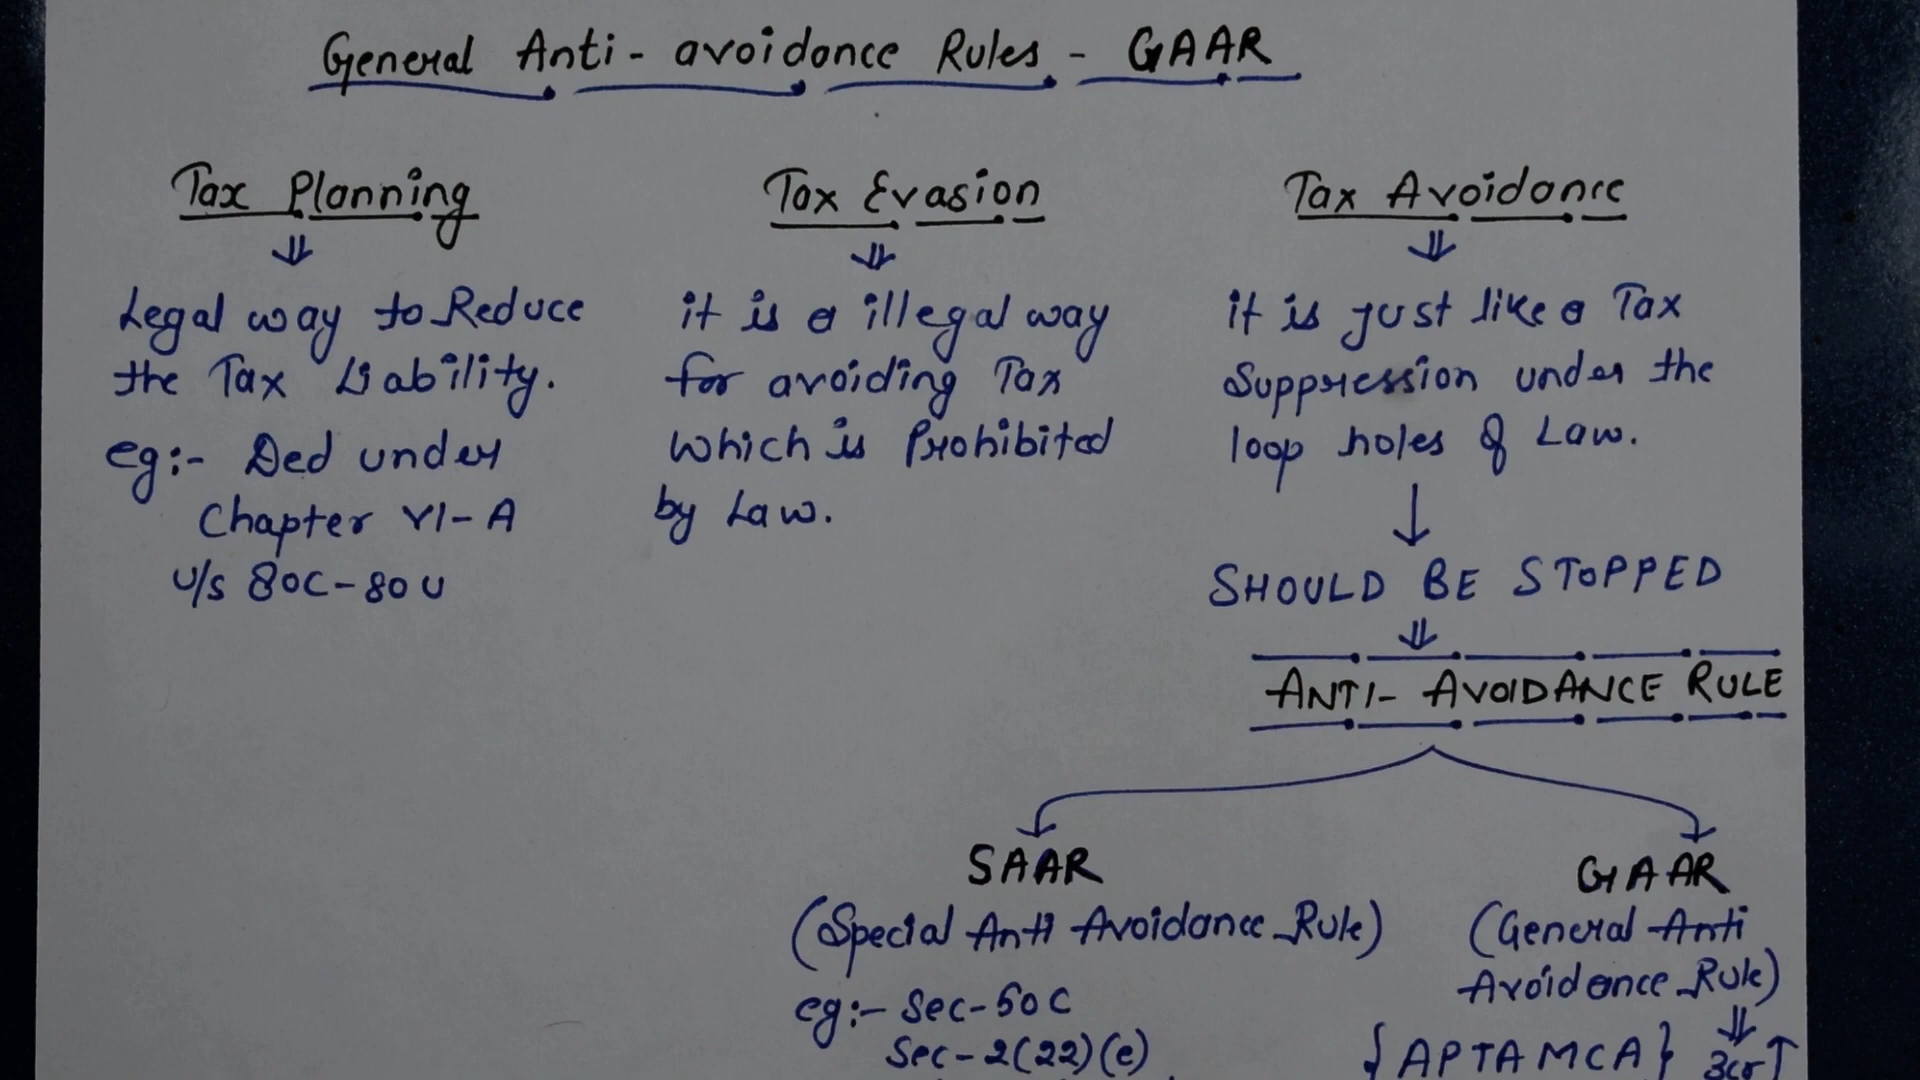 General Anti-avoidance Rules - GAAR
Tax Planning
Legal way to Reduce
the Tax Liability.
eg:- Ded under
Chapter VI-A
u/s 80C-80U
Tax Evasion
it is a illegal way
for avoiding Tax
which is Prohibited
by Law.
Tax Avoidance
it is just like a Tax
Suppression under the
loop holes of Law.
SHOULD BE STOPPED
ANTI-AVOIDANCE RULE
SAAR
(Special Anti Avoidance Rule)
eg:- Sec-50C
Sec-2(22)(e)
GAAR
(General Anti
Avoidance Rule)
{APTAMCA} 3cr↑